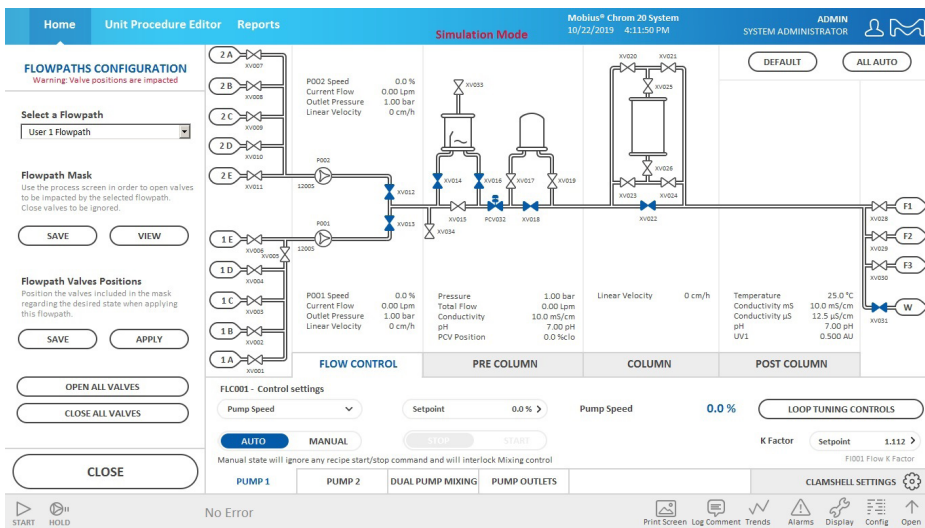 Home
Unit Procedure Editor
Reports
Simulation Mode
Mobius® Chrom 20 System
10/22/2019 4:11:50 PM
ADMIN
SYSTEM ADMINISTRATOR
FLOWPATHS CONFIGURATION
Warning: Valve positions are impacted
Select a Flowpath
User 1 Flowpath
Flowpath Mask
Use the process screen in order to open valves
to be impacted by the selected flowpath.
Close valves to be ignored.
SAVE
VIEW
Flowpath Valves Positions
Position the valves included in the mask
regarding the desired state when applying
this flowpath.
SAVE
APPLY
OPEN ALL VALVES
CLOSE ALL VALVES
CLOSE
2 A
XV007
2 B
XV008
2 C
XV009
2 D
XV010
2 E
XV011
1 E
XV006
XV005
1 D
XV004
1 C
XV003
1 B
XV002
1 A
XV001
P002 Speed 0.0 %
Current Flow 0.00 Lpm
Outlet Pressure 1.00 bar
Linear Velocity 0 cm/h
P002
1200S
XV012
P001
1200S
XV013
XV034
XV033
XV014
XV016
XV017
XV019
XV015
PCV032
XV018
XV020
XV021
XV025
XV026
XV023
XV024
XV022
DEFAULT
ALL AUTO
F1
XV028
F2
XV029
F3
XV030
W
XV031
P001 Speed 0.0 %
Current Flow 0.00 Lpm
Outlet Pressure 1.00 bar
Linear Velocity 0 cm/h
Pressure 1.00 bar
Total Flow 0.00 Lpm
Conductivity 10.0 mS/cm
pH 7.00 pH
PCV Position 0.0 %clo
Linear Velocity 0 cm/h
Temperature 25.0 °C
Conductivity mS 10.0 mS/cm
Conductivity µS 12.5 µS/cm
pH 7.00 pH
UV1 0.500 AU
FLOW CONTROL
PRE COLUMN
COLUMN
POST COLUMN
FLC001 - Control settings
Pump Speed
Setpoint 0.0 %
Pump Speed 0.0 %
LOOP TUNING CONTROLS
AUTO
MANUAL
STOP
START
K Factor
Setpoint 1.112
Manual state will ignore any recipe start/stop command and will interlock Mixing control
FI001 Flow K Factor
PUMP 1
PUMP 2
DUAL PUMP MIXING
PUMP OUTLETS
CLAMSHELL SETTINGS
START
HOLD
No Error
Print Screen
Log Comment
Trends
Alarms
Display
Config
Open